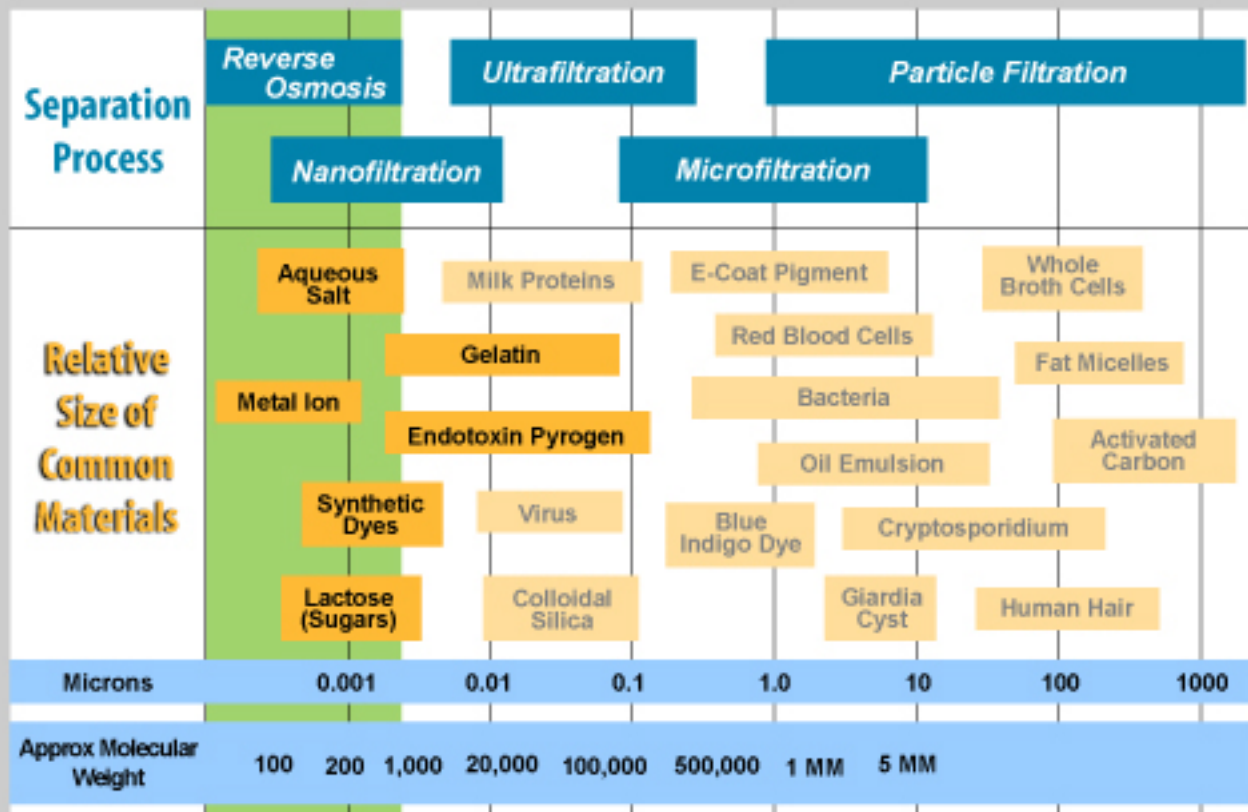 Separation
Process
Reverse
Osmosis
Ultrafiltration
Particle Filtration
Nanofiltration
Microfiltration
Relative
Size of
Common
Materials
Aqueous
Salt
Milk Proteins
E-Coat Pigment
Whole
Broth Cells
Red Blood Cells
Gelatin
Fat Micelles
Metal Ion
Bacteria
Endotoxin Pyrogen
Activated
Carbon
Oil Emulsion
Synthetic
Dyes
Virus
Blue
Indigo Dye
Cryptosporidium
Lactose
(Sugars)
Colloidal
Silica
Giardia
Cyst
Human Hair
Microns 0.001 0.01 0.1 1.0 10 100 1000
Approx Molecular
Weight
100 200 1,000 20,000 100,000 500,000 1 MM 5 MM